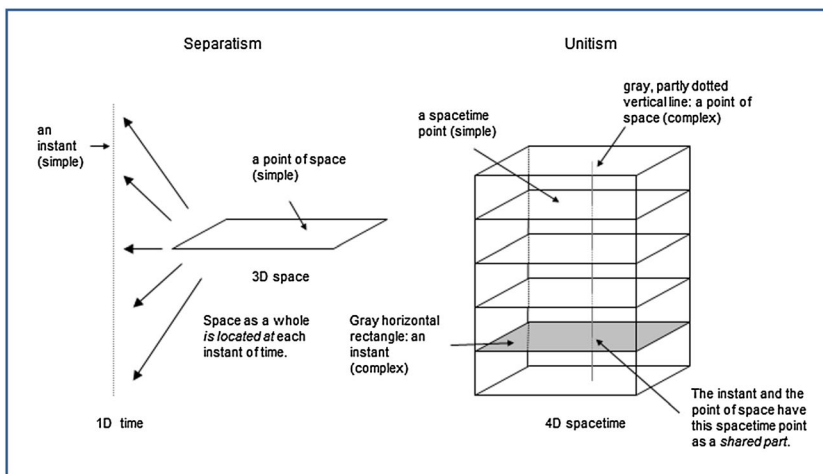 Separatism
an
instant
(simple)
a point of space
(simple)
3D space
Space as a whole
is located at each
instant of time.
1D time
Unitism
gray, partly dotted
vertical line: a point of
space (complex)
a spacetime
point (simple)
Gray horizontal
rectangle: an
instant
(complex)
4D spacetime
The instant and the
point of space have
this spacetime point
as a shared part.